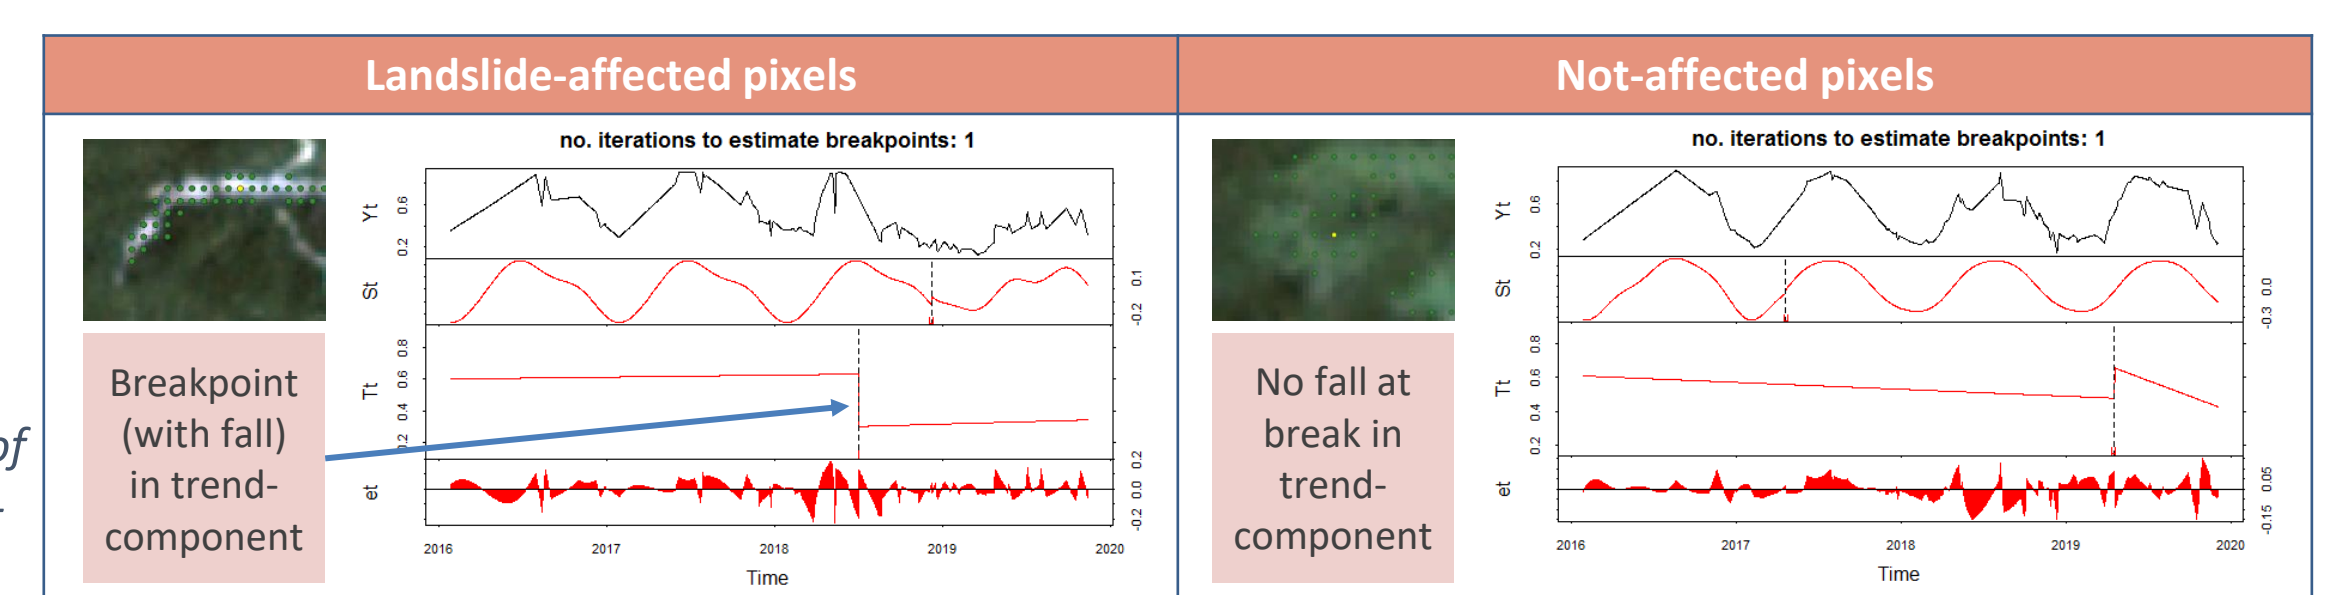 Landslide-affected pixels
Not-affected pixels
no. iterations to estimate breakpoints: 1
Yt
0.2 0.6
St
-0.2 0.1
Tt
0.2 0.4 0.6 0.8
et
-0.2 0.0 0.2
2016 2017 2018 2019 2020
Time
Breakpoint
(with fall)
in trend-
component
no. iterations to estimate breakpoints: 1
Yt
0.2 0.6
St
-0.3 0.0
Tt
0.2 0.4 0.6 0.8
et
-0.15 0.05
2016 2017 2018 2019 2020
Time
No fall at
break in
trend-
component
of